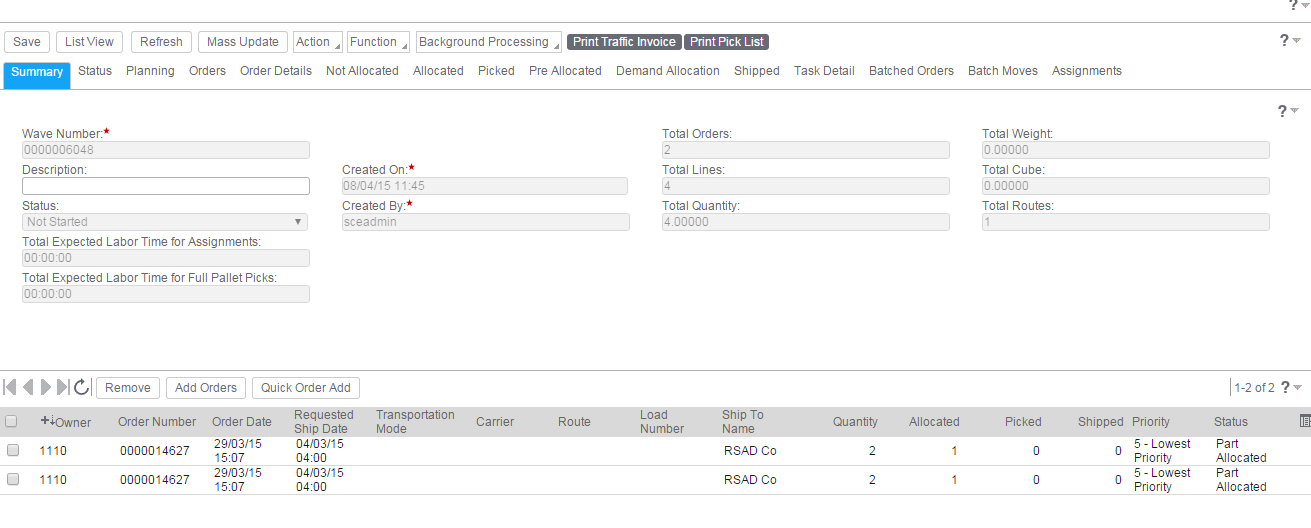 ?
Save List View Refresh Mass Update Action Function Background Processing Print Traffic Invoice Print Pick List ?
Summary Status Planning Orders Order Details Not Allocated Allocated Picked Pre Allocated Demand Allocation Shipped Task Detail Batched Orders Batch Moves Assignments
?
Wave Number:* Total Orders: Total Weight:
0000006048 2 0.00000
Description: Created On:* Total Lines: Total Cube:
08/04/15 11:45 4 0.00000
Status: Created By:* Total Quantity: Total Routes:
Not Started sceadmin 4.00000 1
Total Expected Labor Time for Assignments:
00:00:00
Total Expected Labor Time for Full Pallet Picks:
00:00:00
Remove Add Orders Quick Order Add 1-2 of 2 ?
Owner Order Number Order Date Requested Ship Date Transportation Mode Carrier Route Load Number Ship To Name Quantity Allocated Picked Shipped Priority Status
1110 0000014627 29/03/15 15:07 04/03/15 04:00 RSAD Co 2 1 0 0 5 - Lowest Priority Part Allocated
1110 0000014627 29/03/15 15:07 04/03/15 04:00 RSAD Co 2 1 0 0 5 - Lowest Priority Part Allocated